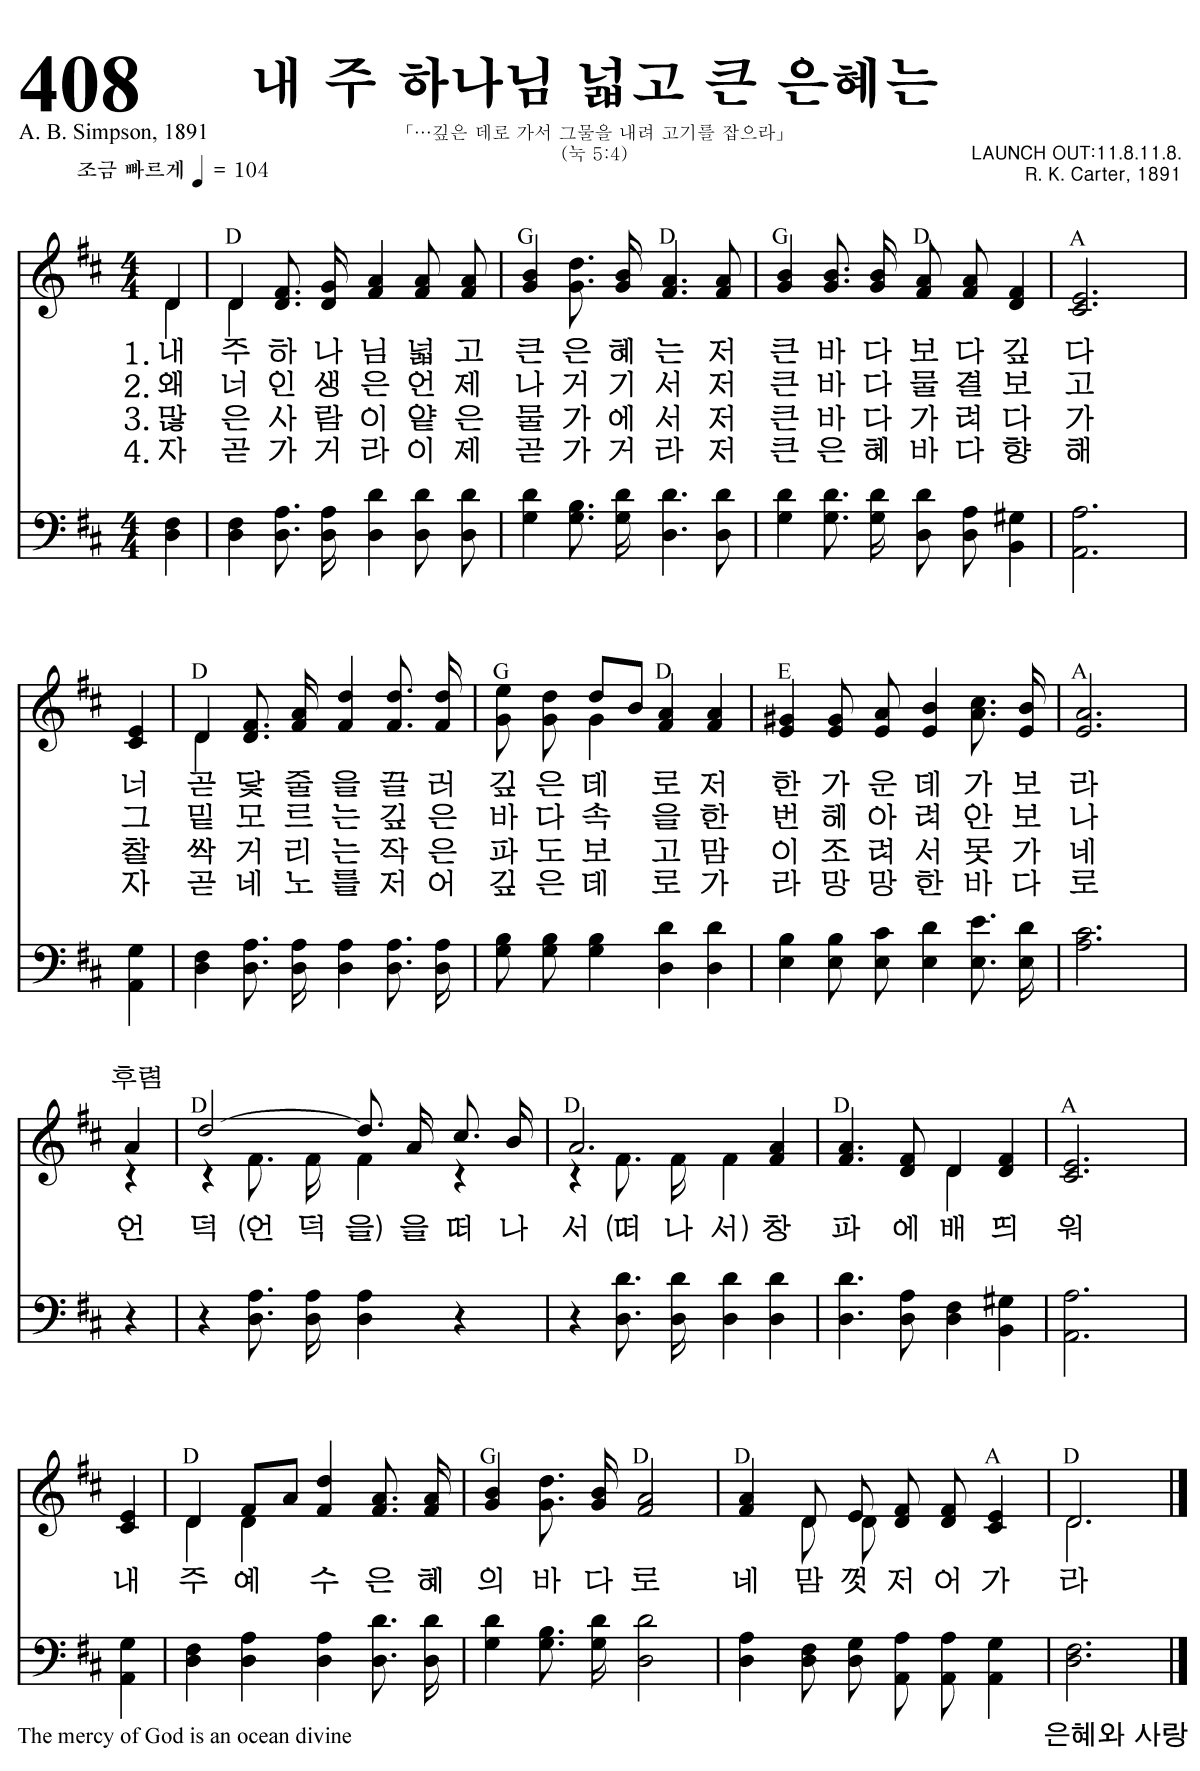 408 내 주 하나님 넓고 큰 은혜는
A. B. Simpson, 1891
「…깊은 데로 가서 그물을 내려 고기를 잡으라」
(눅 5:4)
조금 빠르게 ♩ = 104
LAUNCH OUT:11.8.11.8.
R. K. Carter, 1891
D G D G D A
4 4
1. 내 주 하 나 님 넓 고 큰 은 혜 는 저 큰 바 다 보 다 깊 다
2. 왜 너 인 생 은 언 제 나 거 기 서 저 큰 바 다 물 결 보 고
3. 많 은 사 람 이 얕 은 물 가 에 서 저 큰 바 다 가 려 다 가
4. 자 곧 가 거 라 이 제 곧 가 거 라 저 큰 은 혜 바 다 향 해
4 4
D G D E A
너 곧 닻 줄 을 끌 러 깊 은 데 로 저 한 가 운 데 가 보 라
그 밑 모 르 는 깊 은 바 다 속 을 한 번 헤 아 려 안 보 나
찰 싹 거 리 는 작 은 파 도 보 고 맘 이 조 려 서 못 가 네
자 곧 네 노 를 저 어 깊 은 데 로 가 라 망 망 한 바 다 로
후렴
D D D A
언 덕 (언 덕 을) 을 떠 나 서 (떠 나 서) 창 파 에 배 띄 워
D G D D A D
내 주 예 수 은 혜 의 바 다 로 네 맘 껏 저 어 가 라
The mercy of God is an ocean divine
은혜와 사랑